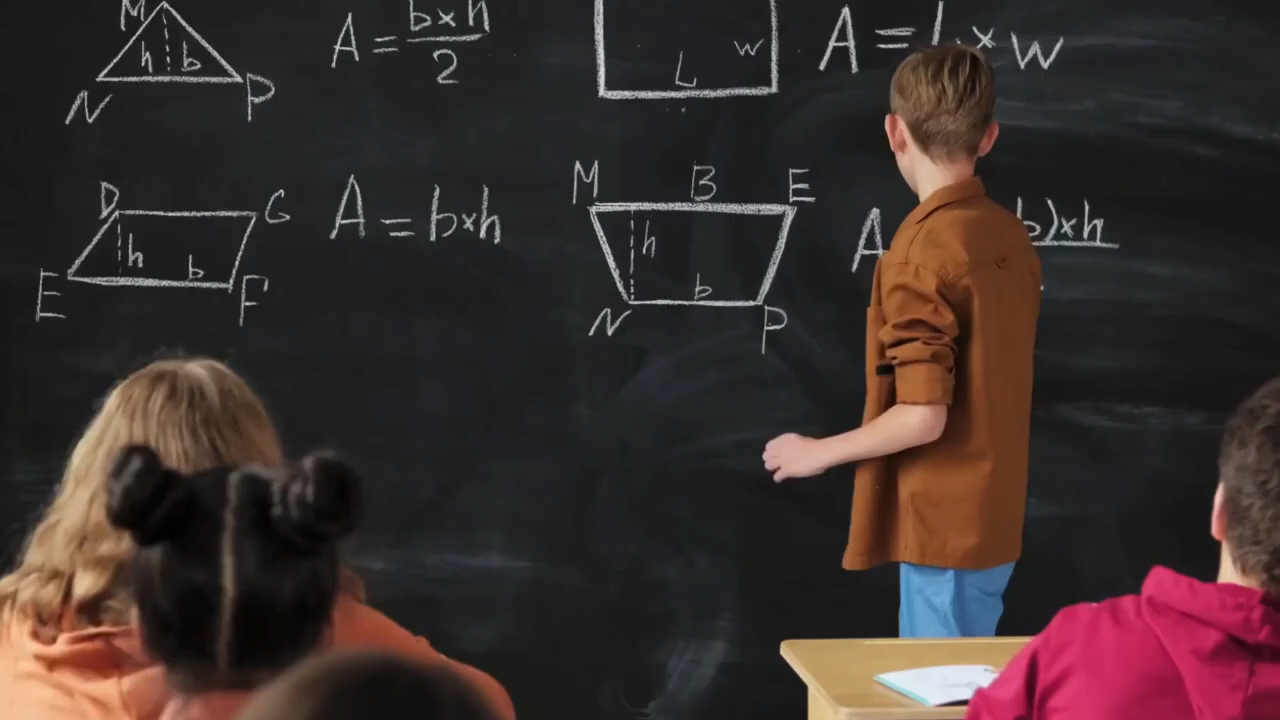 M
h b
N P
A = b×h
2
w
L
A = L × w
D G
h b
E F
A = b×h
M B E
h
b
N P
A
b)×h